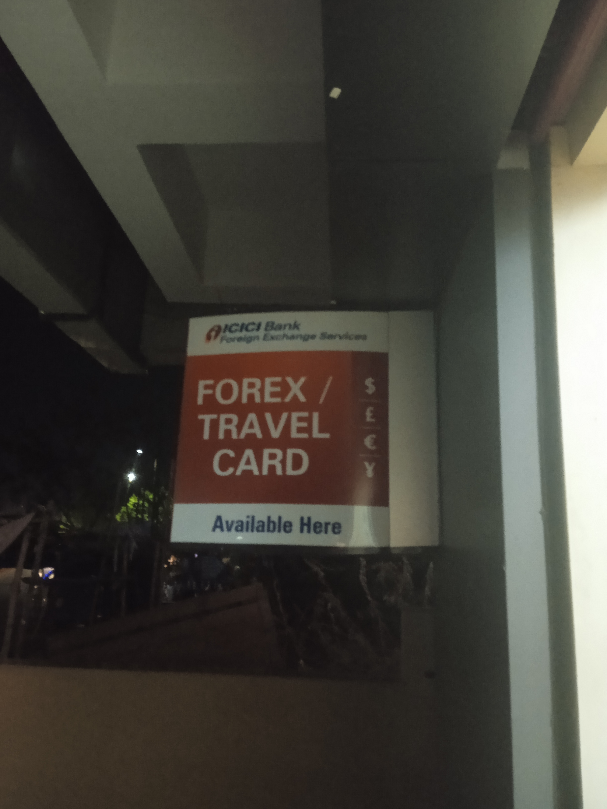 ICICI Bank
Foreign Exchange Services
FOREX /
TRAVEL
CARD
$
£
€
¥
Available Here